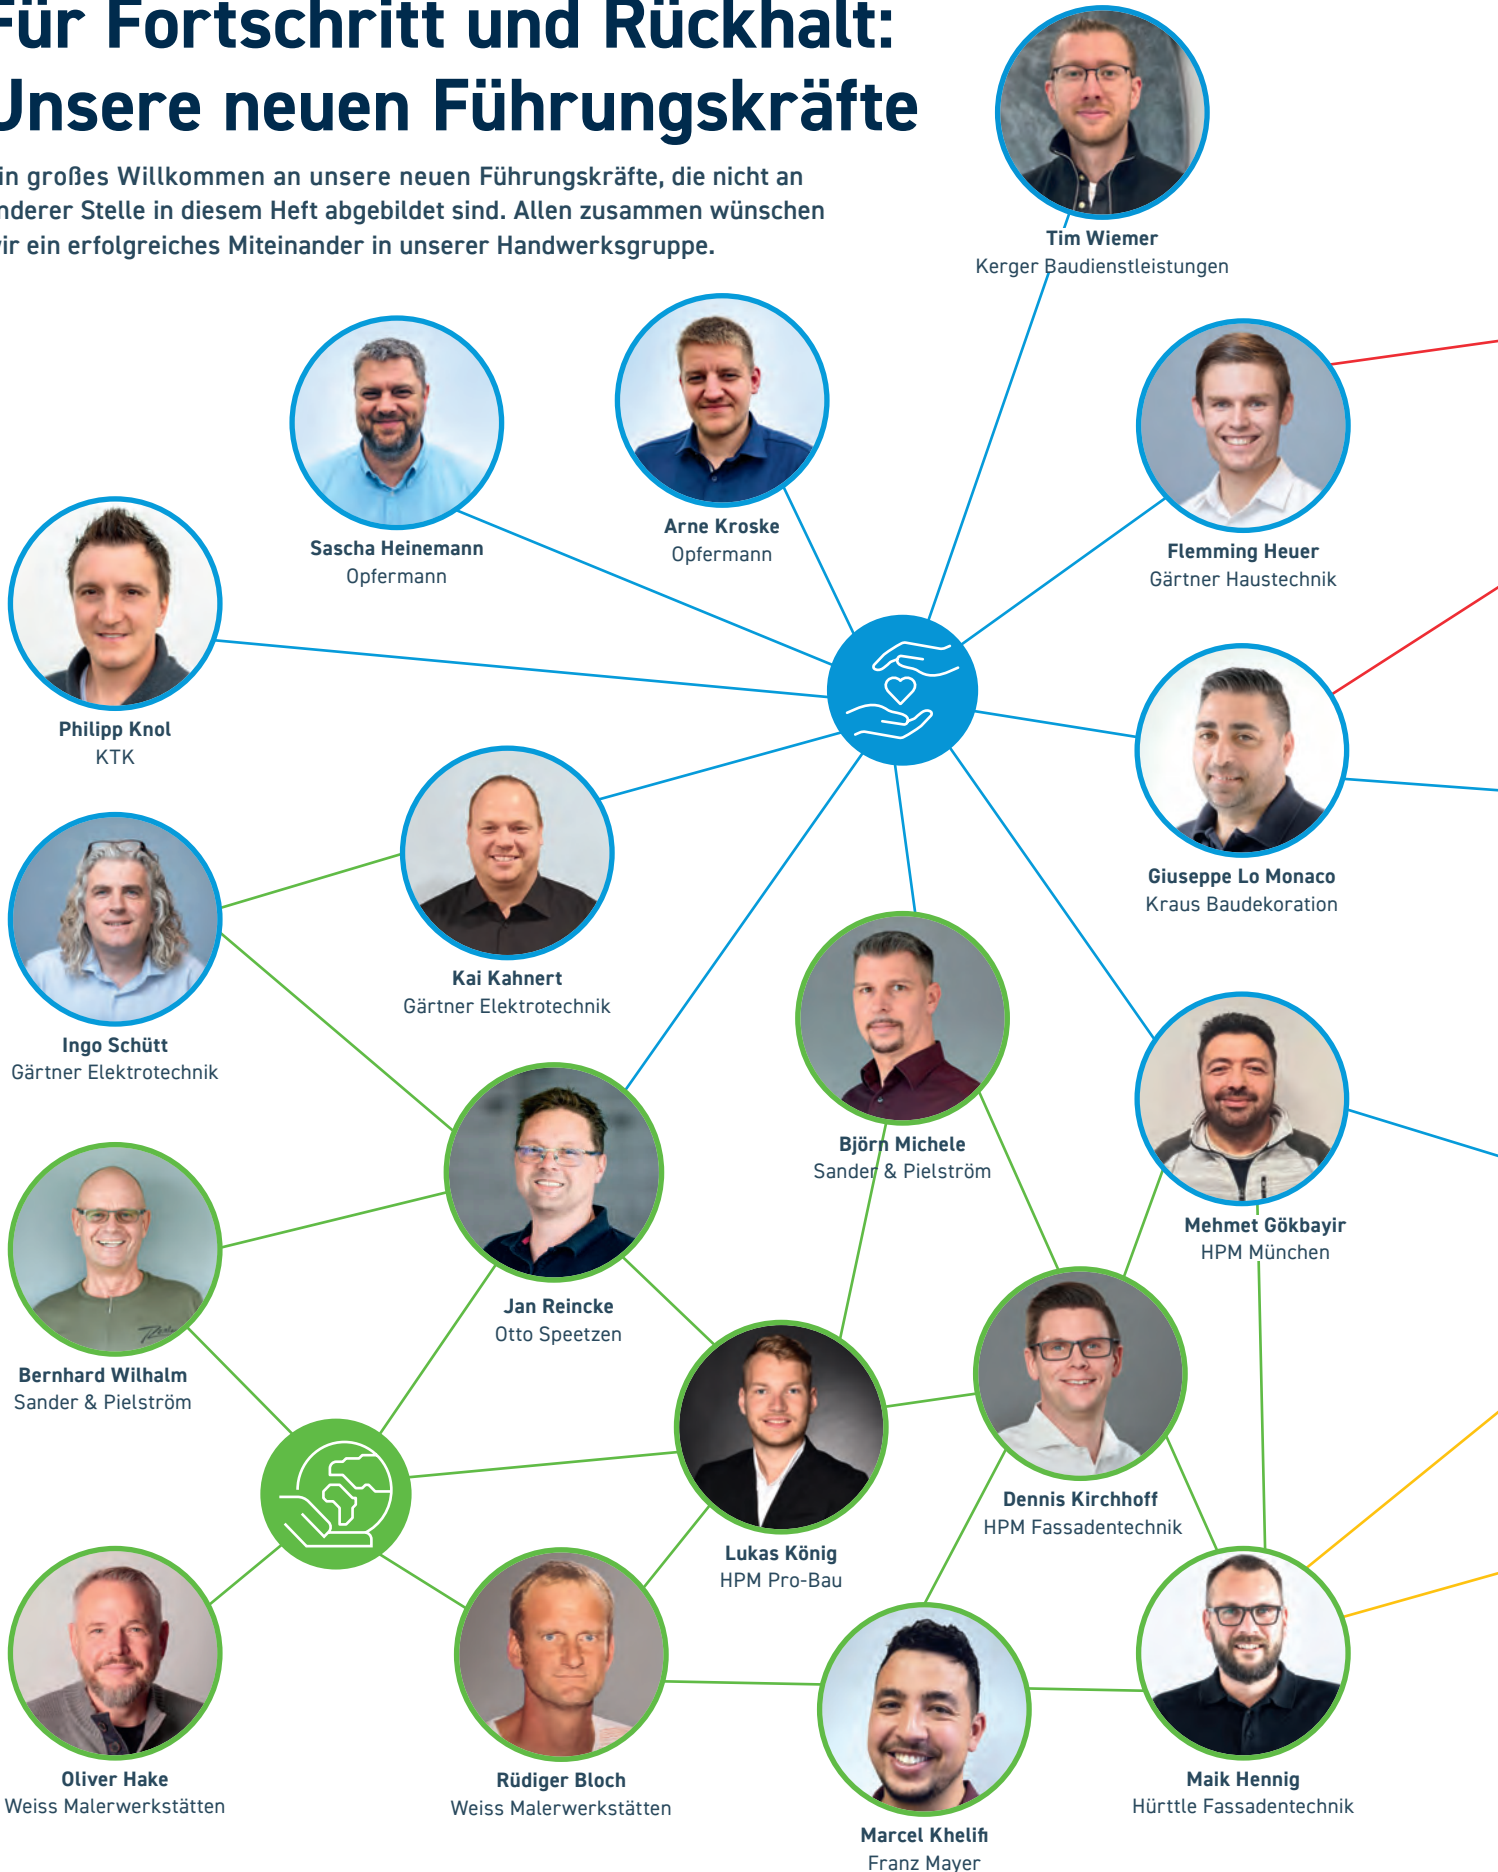 Für Fortschritt und Rückhalt:
Unsere neuen Führungskräfte
in großes Willkommen an unsere neuen Führungskräfte, die nicht an
nderer Stelle in diesem Heft abgebildet sind. Allen zusammen wünschen
wir ein erfolgreiches Miteinander in unserer Handwerksgruppe.
Tim Wiemer
Kerger Baudienstleistungen
Sascha Heinemann
Opfermann
Arne Kroske
Opfermann
Flemming Heuer
Gärtner Haustechnik
Philipp Knol
KTK
Giuseppe Lo Monaco
Kraus Baudekoration
Kai Kahnert
Gärtner Elektrotechnik
Ingo Schütt
Gärtner Elektrotechnik
Björn Michele
Sander & Pielström
Mehmet Gökbayir
HPM München
Jan Reincke
Otto Speetzen
Bernhard Wilhalm
Sander & Pielström
Dennis Kirchhoff
HPM Fassadentechnik
Lukas König
HPM Pro-Bau
Oliver Hake
Weiss Malerwerkstätten
Rüdiger Bloch
Weiss Malerwerkstätten
Maik Hennig
Hürttle Fassadentechnik
Marcel Khelifi
Franz Mayer